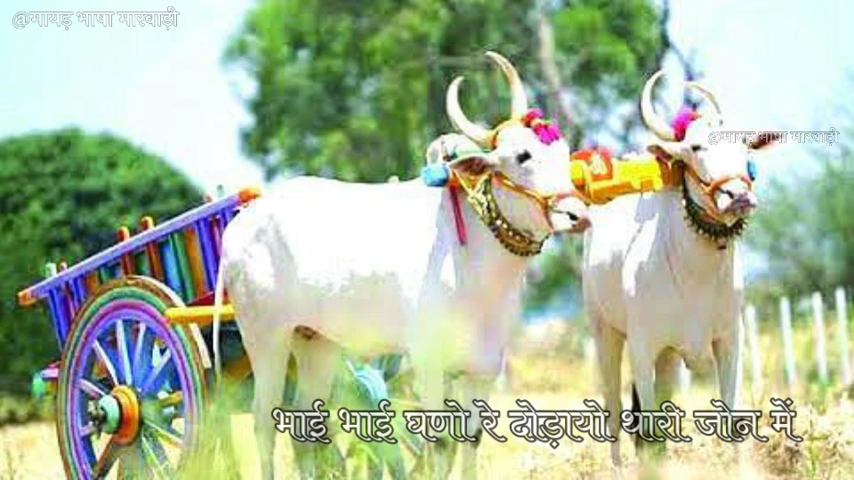 @मायड़ भाषा मारवाड़ी
@मायड़ भाषा मारवाड़ी
भाई भाई घणो रे दोड़ायो थारी जोन में